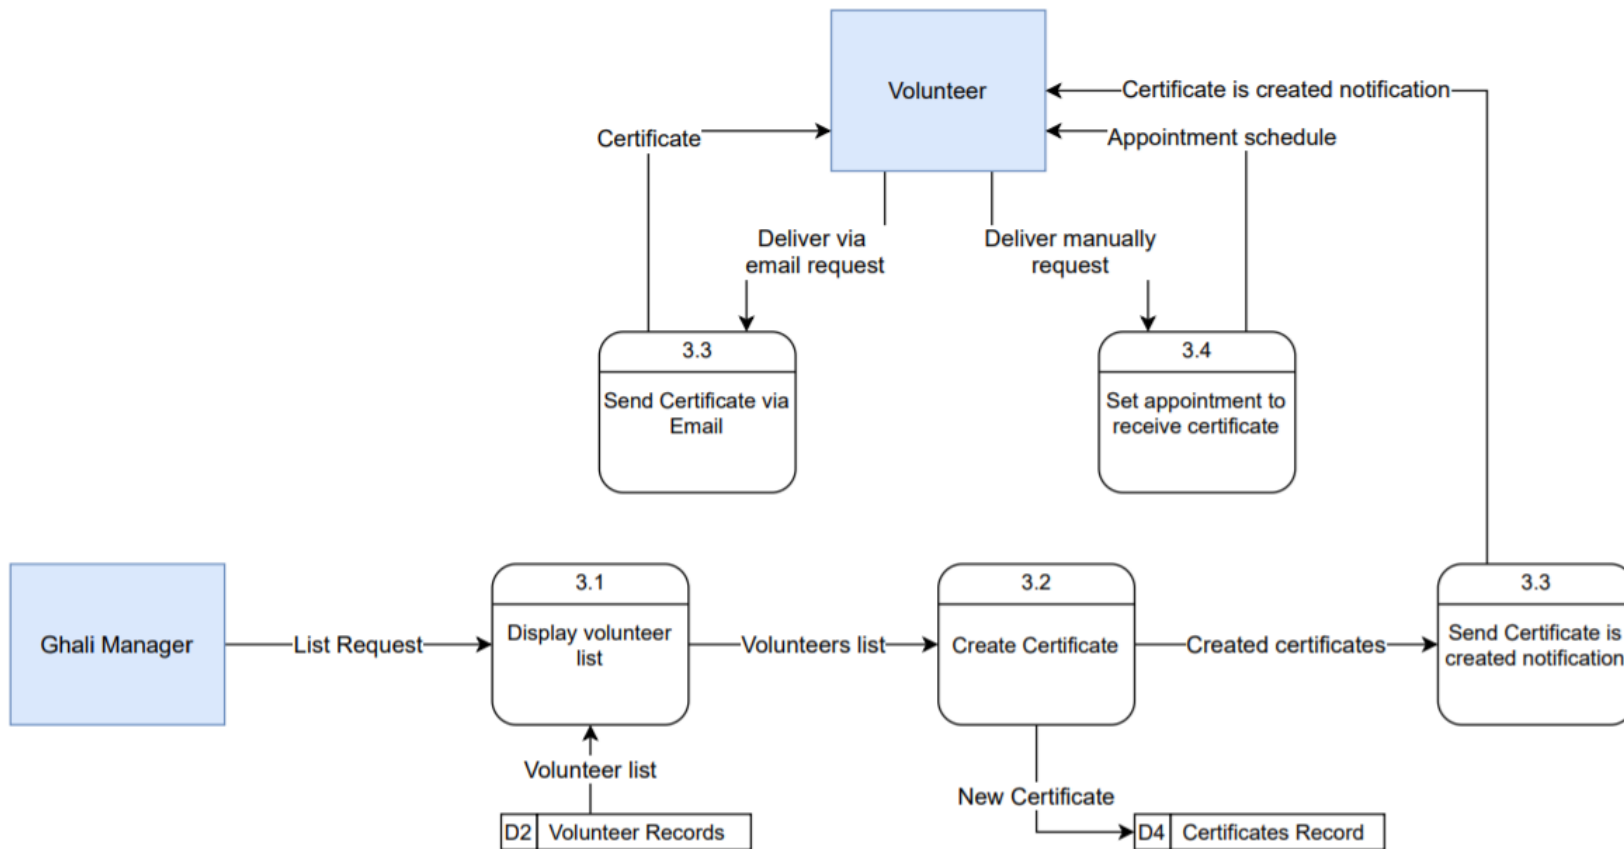 Volunteer
Certificate is created notification
Certificate
Appointment schedule
Deliver via
email request
Deliver manually
request
3.3
Send Certificate via
Email
3.4
Set appointment to
receive certificate
Ghali Manager
List Request
3.1
Display volunteer
list
Volunteers list
3.2
Create Certificate
Created certificates
3.3
Send Certificate is
created notification
Volunteer list
New Certificate
D2 Volunteer Records
D4 Certificates Record